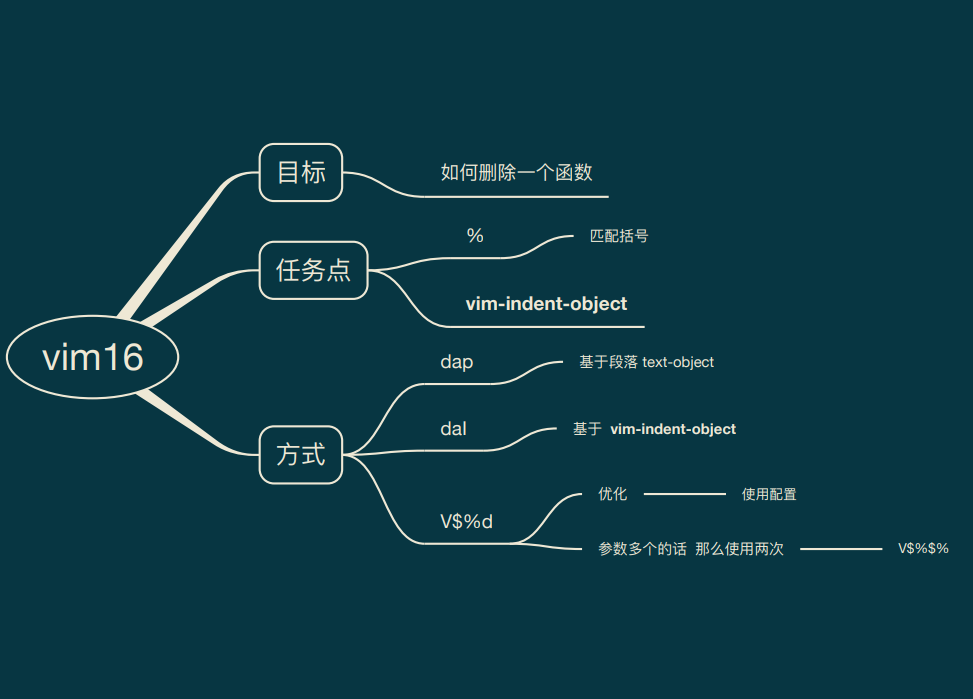 vim16
目标
如何删除一个函数
任务点
%
匹配括号
vim-indent-object
方式
dap
基于段落 text-object
daI
基于 vim-indent-object
V$%d
优化
使用配置
参数多个的话 那么使用两次
V$%$%